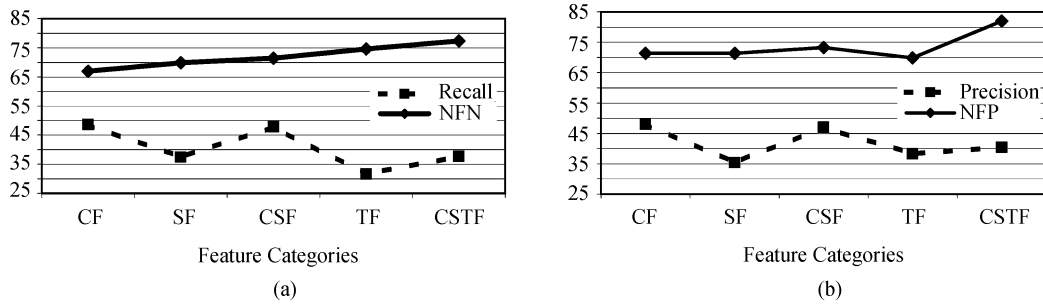 85
75
65
55
45
35
25
Recall
NFN
CF SF CSF TF CSTF
Feature Categories
(a)
85
75
65
55
45
35
25
Precision
NFP
CF SF CSF TF CSTF
Feature Categories
(b)